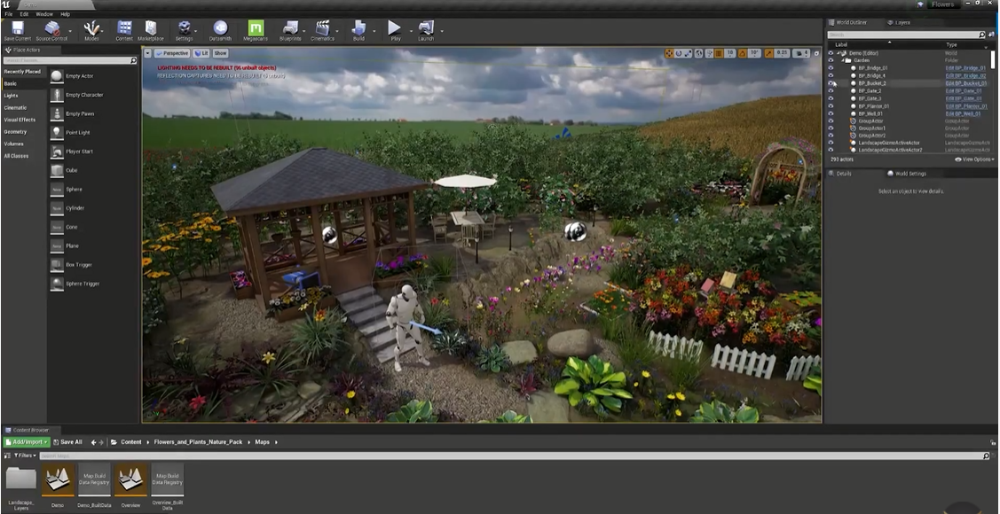 Flowers
File Edit Window Help
Save Current Source Control Modes Content Marketplace Settings Datasmith Megascans Blueprints Cinematics Build Play Launch
Place Actors
Recently Placed
Basic
Lights
Cinematic
Visual Effects
Geometry
Volumes
All Classes
Empty Actor
Empty Character
Empty Pawn
Point Light
Player Start
Cube
Sphere
Cylinder
Cone
Plane
Box Trigger
Sphere Trigger
Perspective Lit Show
10 10° 0.25 4
LIGHTING NEEDS TO BE REBUILT (96 unbuilt objects)
REFLECTION CAPTURES NEED TO BE REBUILT
World Outliner Layers
Label Type
Demo (Editor) World
Garden Folder
BP_Bridge_01 Edit BP_Bridge_01
BP_Bridge_4 Edit BP_Bridge_02
BP_Bucket_2 Edit BP_Bucket_01
BP_Gate_2 Edit BP_Gate_01
BP_Gate_3 Edit BP_Gate_01
BP_Planter_01 Edit BP_Planter_01
BP_Well_01 Edit BP_Well_01
GroupActor GroupActor
GroupActor1 GroupActor
GroupActor2 GroupActor
LandscapeGizmoActiveActor LandscapeGizmoActi
LandscapeGizmoActiveActor2 LandscapeGizmoActi
293 actors View Options
Details World Settings
Select an object to view details.
Content Browser
Add/Import Save All Content Flowers_and_Plants_Nature_Pack Maps
Filters Search Maps
Map Build
Data Registry
Map Build
Data Registry
Landscape_
Layers
Demo
Demo_BuiltData
Overview
Overview_Built
Data